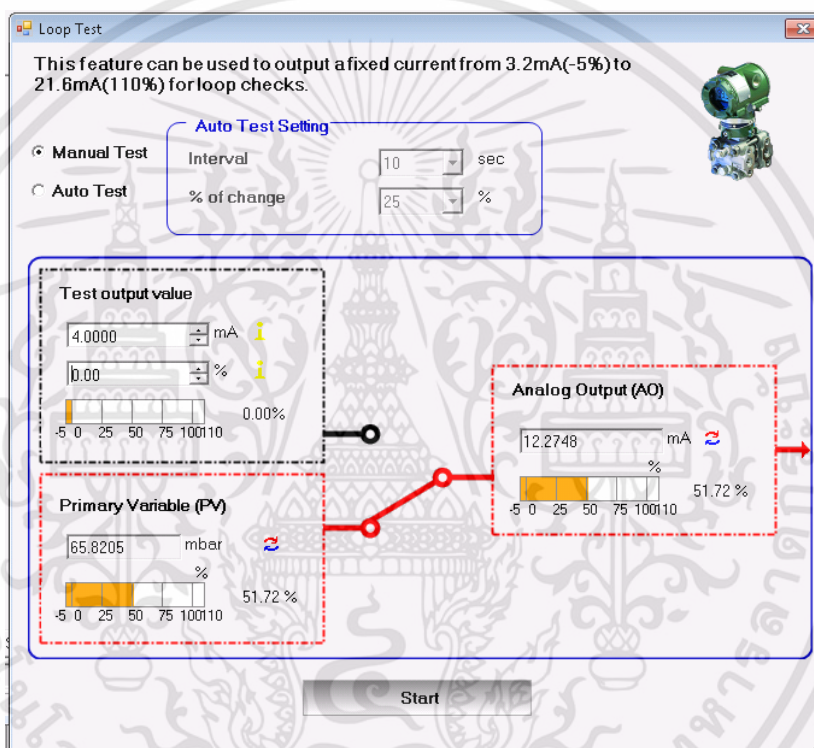 Loop Test
This feature can be used to output a fixed current from 3.2mA(-5%) to
21.6mA(110%) for loop checks.
Manual Test
Auto Test
Auto Test Setting
Interval 10 sec
% of change 25 %
Test output value
4.0000 mA i
0.00 % i
0.00%
-5 0 25 50 75 100110
Primary Variable (PV)
65.8205 mbar
%
51.72 %
-5 0 25 50 75 100110
Analog Output (AO)
12.2748 mA
%
51.72 %
-5 0 25 50 75 100110
Start